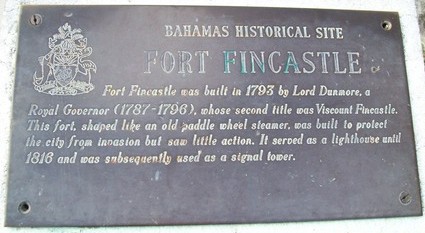 BAHAMAS HISTORICAL SITE
FORT FINCASTLE
Fort Fincastle was built in 1793 by Lord Dunmore, a
Royal Governor (1787-1796), whose second title was Viscount Fincastle.
This fort, shaped like an old paddle wheel steamer, was built to protect
the city from invasion but saw little action. It served as a lighthouse until
1816 and was subsequently used as a signal tower.